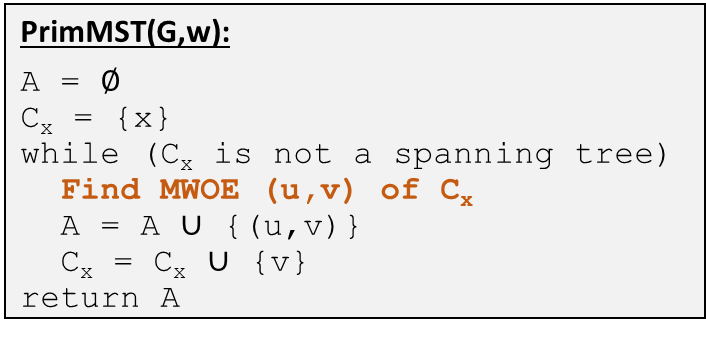 PrimMST(G,w):
A = Ø
Cx = {x}
while (Cx is not a spanning tree)
Find MWOE (u,v) of Cx
A = A ∪ {(u,v)}
Cx = Cx ∪ {v}
return A